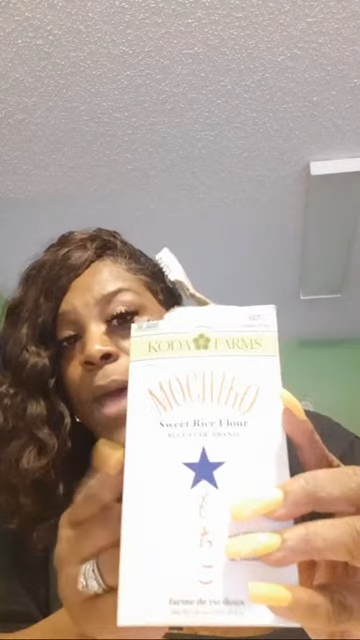 KODA FARMS
MOCHIKO
Sweet Rice Flour
BLUE STAR BRAND
も
ち
こ
farine de riz doux